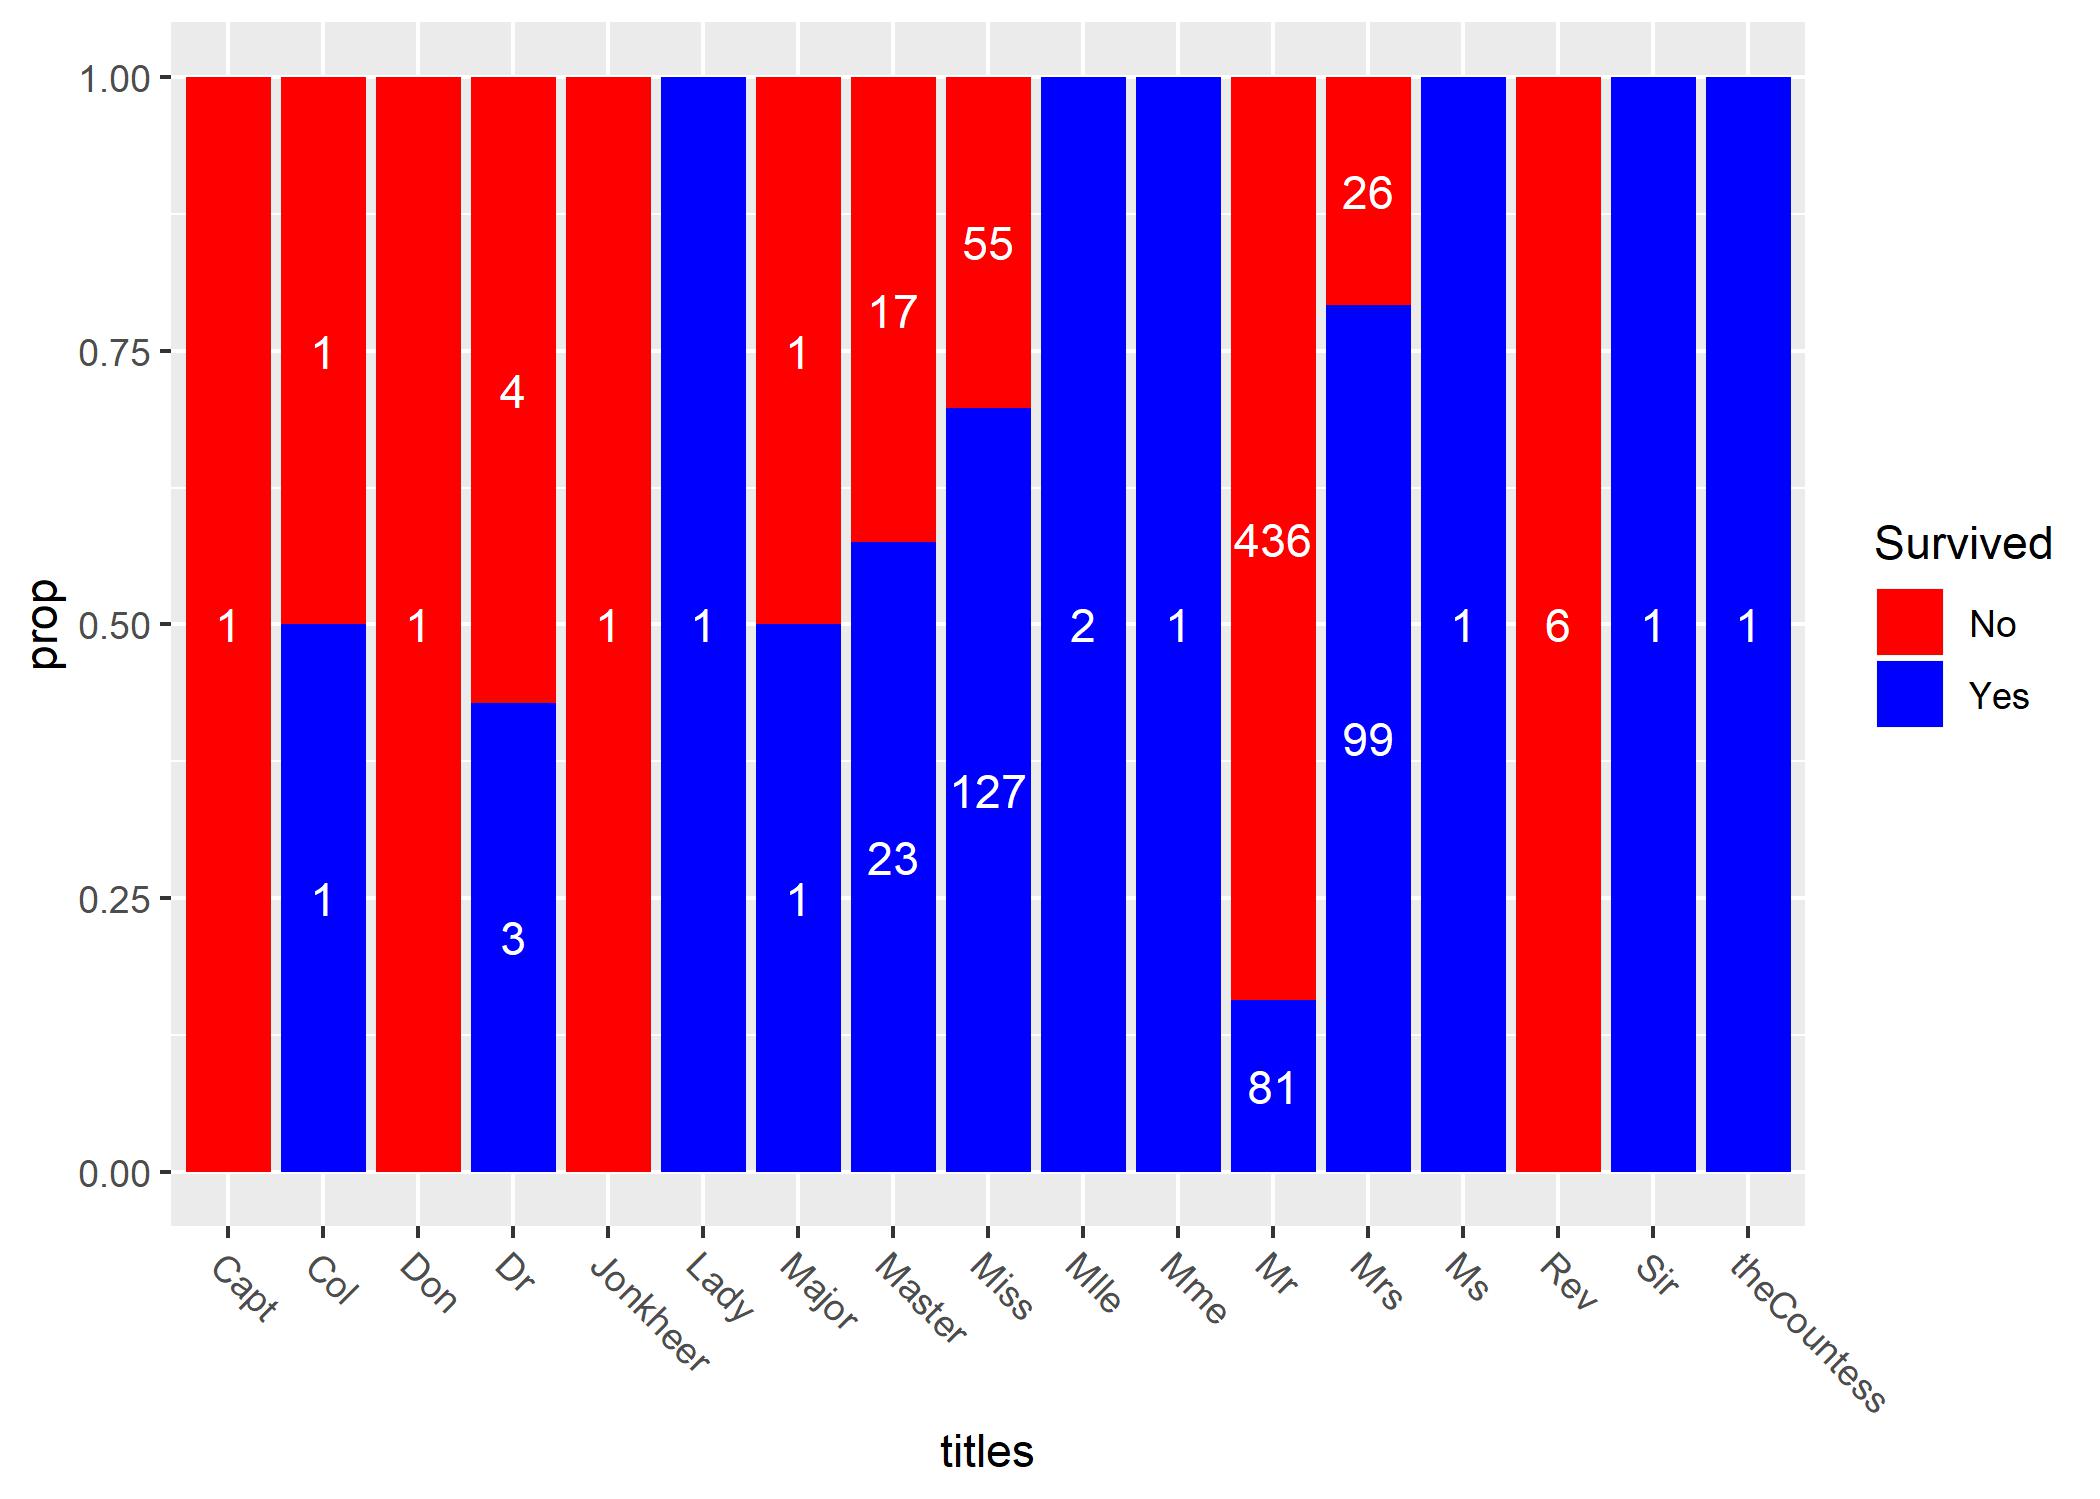 1.00
0.75
0.50
0.25
0.00
prop
26
55
17
1
1
4
436
1
1
1
1
2
1
1
6
1
1
99
127
23
1
1
3
81
Capt
Col
Don
Dr
Jonkheer
Lady
Major
Master
Miss
Mlle
Mme
Mr
Mrs
Ms
Rev
Sir
theCountess
titles
Survived
No
Yes